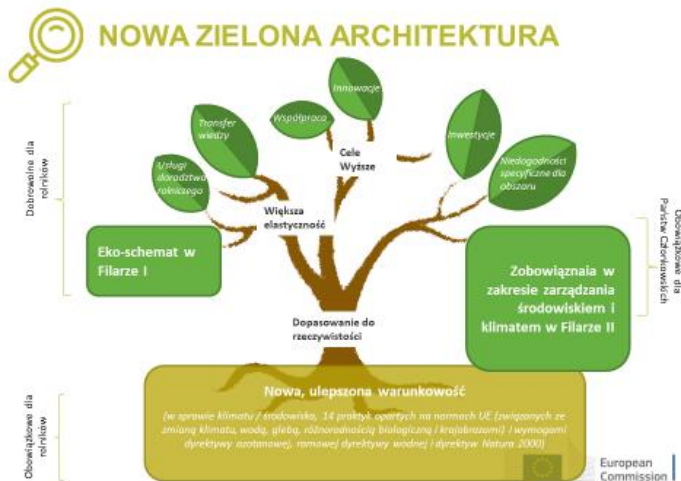 NOWA ZIELONA ARCHITEKTURA
Innowacje
Współpraca
Transfer
wiedzy
Usługi
doradztwa
rolniczego
Inwestycje
Niedogodności
specyficzne dla
obszaru
Cele
Wyższe
Większa
elastyczność
Dobrowolne dla
rolników
Eko-schemat w
Filarze I
Zobowiąznaia w
zakresie zarządzania
środowiskiem i
klimatem w Filarze II
Obowiązkowe dla
Państw Członkowskich
Dopasowanie do
rzeczywistości
Obowiązkowe dla
rolników
Nowa, ulepszona warunkowość
(w sprawie klimatu / środowiska, 14 praktyk opartych na normach UE (związanych ze
zmianą klimatu, wodą, glebą, różnorodnością biologiczną i krajobrazami) i wymogami
dyrektywy azotanowej, ramowej dyrektywy wodnej i dyrektyw Natura 2000)
European
Commission